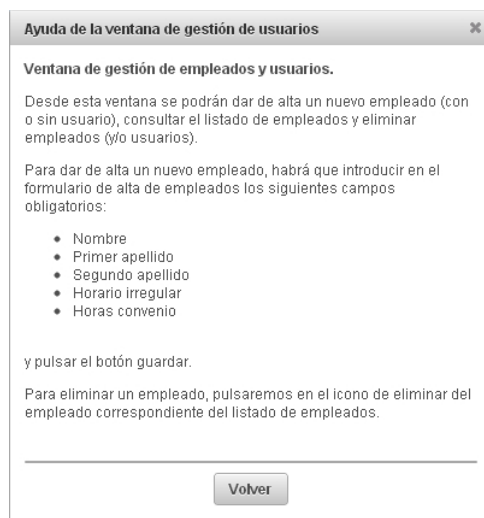 Ayuda de la ventana de gestión de usuarios
Ventana de gestión de empleados y usuarios.
Desde esta ventana se podrán dar de alta un nuevo empleado (con
o sin usuario), consultar el listado de empleados y eliminar
empleados (y/o usuarios).
Para dar de alta un nuevo empleado, habrá que introducir en el
formulario de alta de empleados los siguientes campos
obligatorios:
• Nombre
• Primer apellido
• Segundo apellido
• Horario irregular
• Horas convenio
y pulsar el botón guardar.
Para eliminar un empleado, pulsaremos en el icono de eliminar del
empleado correspondiente del listado de empleados.
Volver